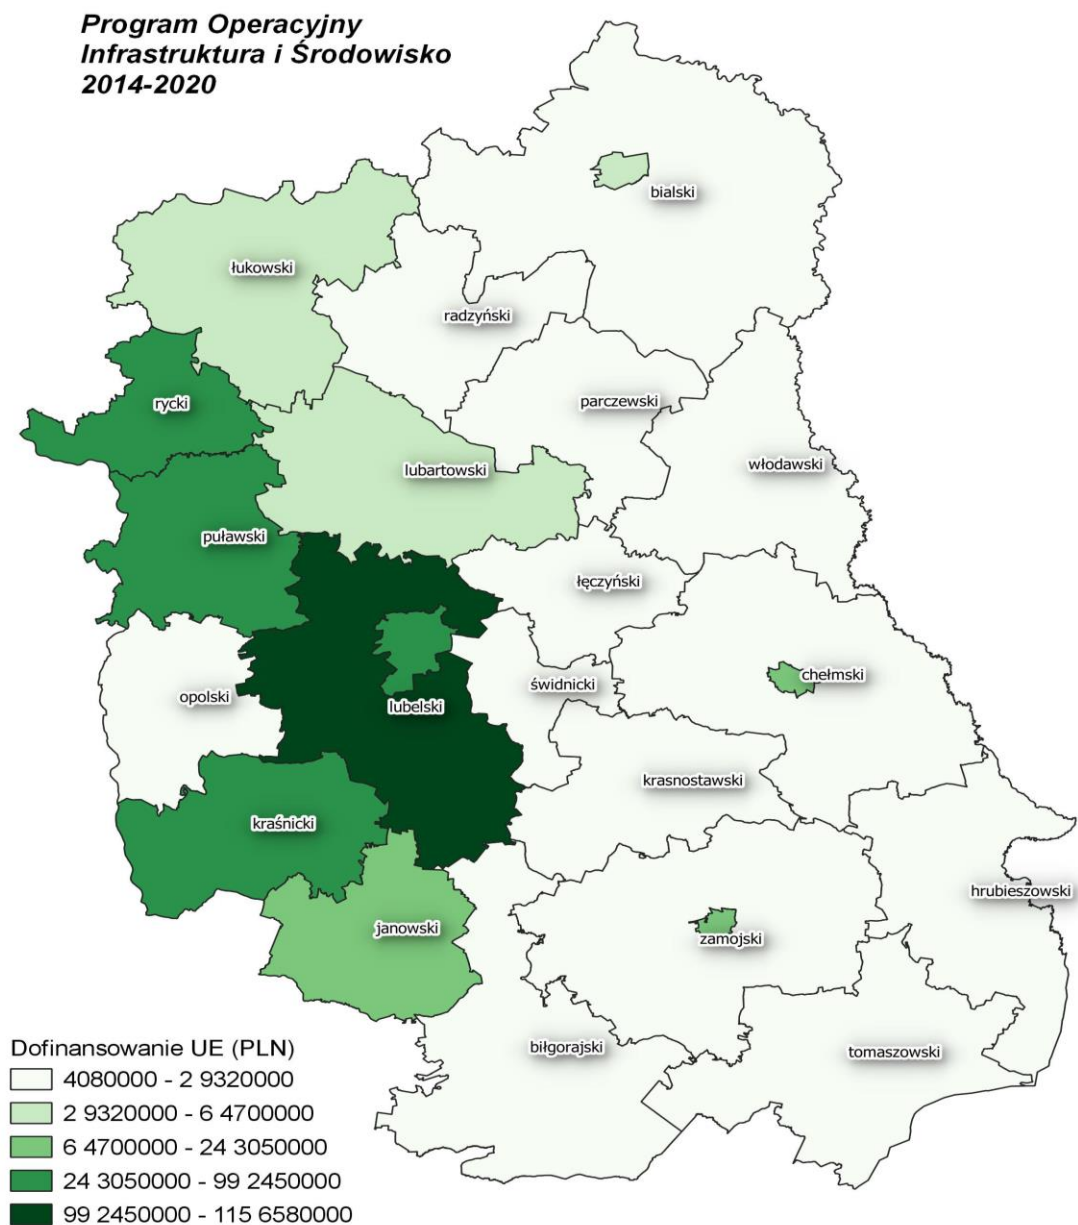 Program Operacyjny
Infrastruktura i Środowisko
2014-2020
bialski
łukowski
radzyński
rycki
parczewski
lubartowski
włodawski
puławski
łęczyński
chełmski
świdnicki
opolski
lubelski
krasnostawski
kraśnicki
hrubieszowski
janowski
zamojski
biłgorajski
tomaszowski
Dofinansowanie UE (PLN)
4080000 - 2 9320000
2 9320000 - 6 4700000
6 4700000 - 24 3050000
24 3050000 - 99 2450000
99 2450000 - 115 6580000